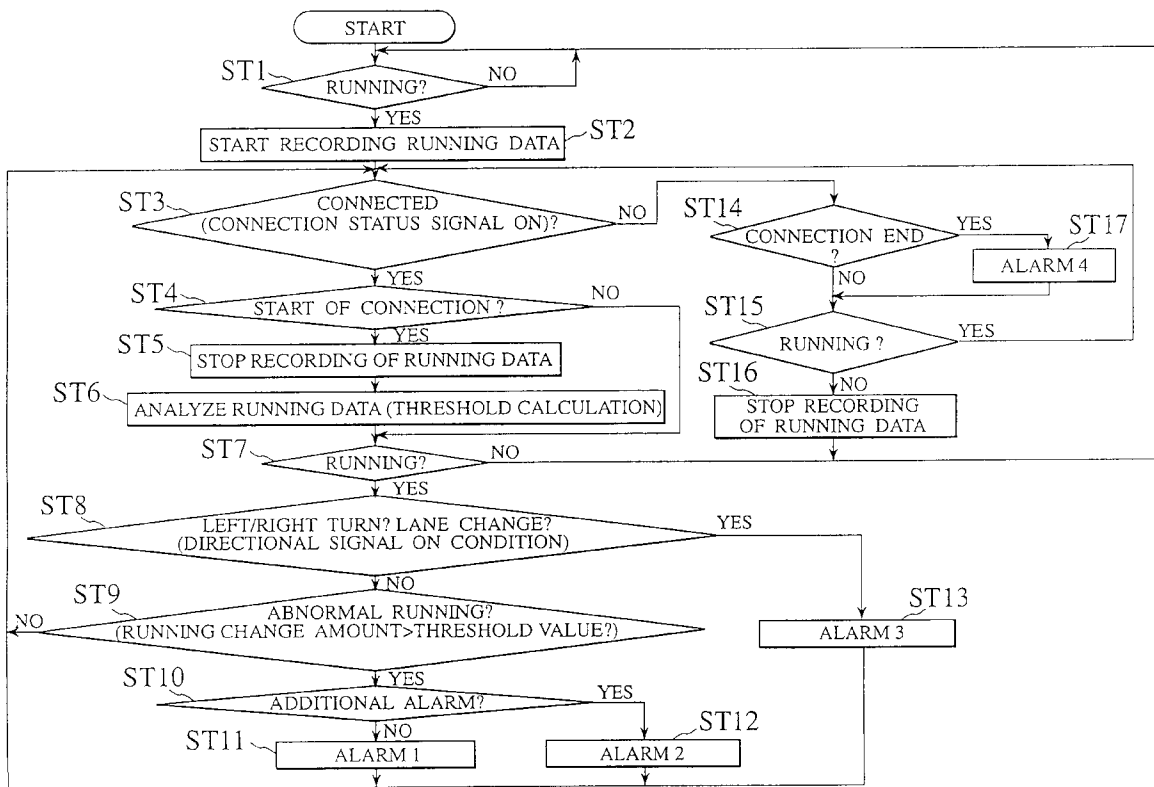 START
ST1
RUNNING?
NO
YES
START RECORDING RUNNING DATA
ST2
ST3
CONNECTED
(CONNECTION STATUS SIGNAL ON)?
NO
YES
ST14
CONNECTION END
?
YES
ST17
ALARM 4
NO
ST4
START OF CONNECTION ?
NO
YES
ST15
RUNNING ?
YES
NO
ST5
STOP RECORDING OF RUNNING DATA
ST16
STOP RECORDING
OF RUNNING DATA
ST6
ANALYZE RUNNING DATA (THRESHOLD CALCULATION)
ST7
RUNNING?
NO
YES
ST8
LEFT/RIGHT TURN? LANE CHANGE?
(DIRECTIONAL SIGNAL ON CONDITION)
YES
NO
ST9
ABNORMAL RUNNING?
(RUNNING CHANGE AMOUNT>THRESHOLD VALUE?)
NO
YES
ST13
ALARM 3
ST10
ADDITIONAL ALARM?
YES
NO
ST11
ALARM 1
ST12
ALARM 2